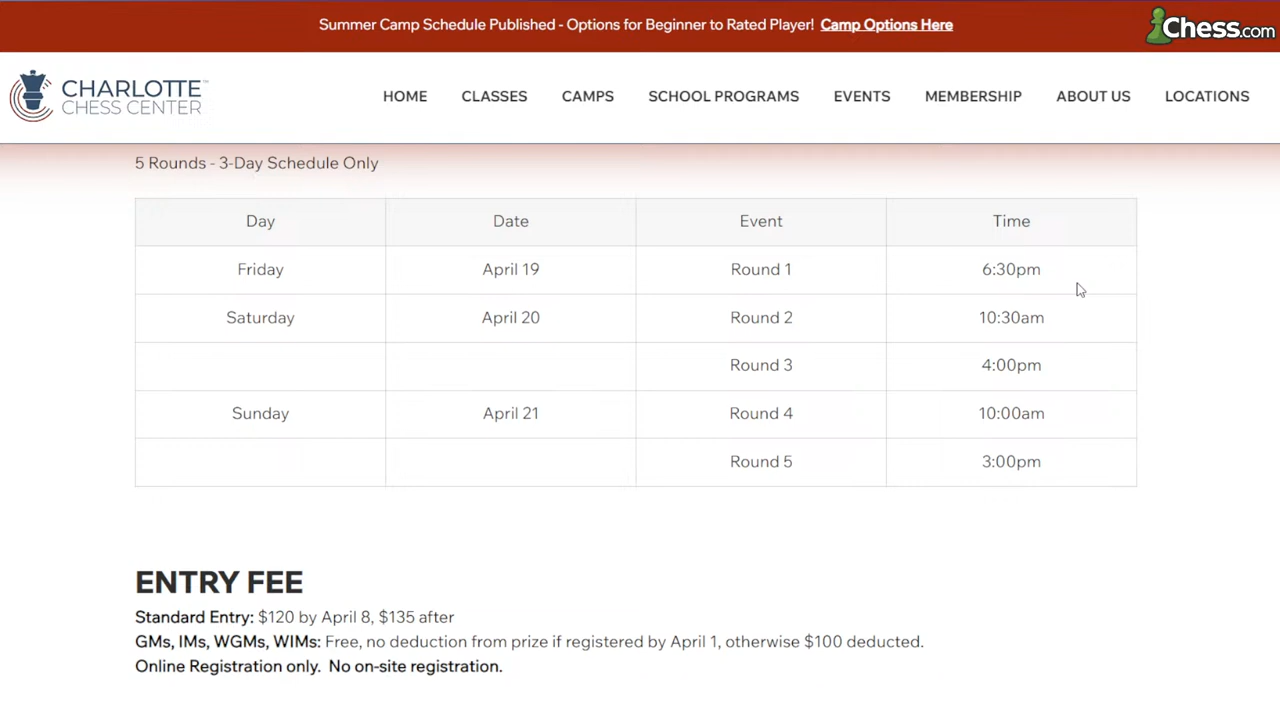 Summer Camp Schedule Published - Options for Beginner to Rated Player! Camp Options Here
Chess.com
CHARLOTTE™
CHESS CENTER
HOME CLASSES CAMPS SCHOOL PROGRAMS EVENTS MEMBERSHIP ABOUT US LOCATIONS
5 Rounds - 3-Day Schedule Only
Day Date Event Time
Friday April 19 Round 1 6:30pm
Saturday April 20 Round 2 10:30am
Round 3 4:00pm
Sunday April 21 Round 4 10:00am
Round 5 3:00pm
ENTRY FEE
Standard Entry: $120 by April 8, $135 after
GMs, IMs, WGMs, WIMs: Free, no deduction from prize if registered by April 1, otherwise $100 deducted.
Online Registration only. No on-site registration.